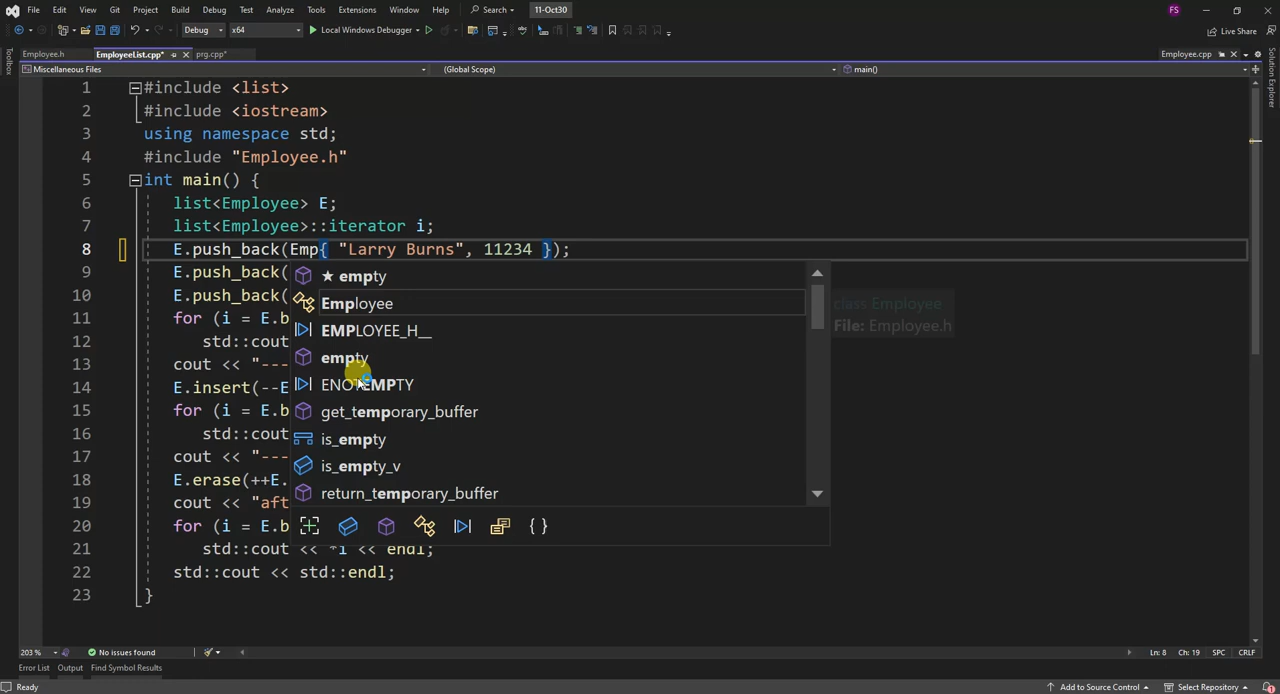 File Edit View Git Project Build Debug Test Analyze Tools Extensions Window Help Search 11-Oct30 FS
Debug x64 Local Windows Debugger Live Share
Employee.h EmployeeList.cpp* prg.cpp* Employee.cpp
Miscellaneous Files (Global Scope) main()
Toolbox
Solution Explorer
1 #include <list>
2 #include <iostream>
3 using namespace std;
4 #include "Employee.h"
5 int main() {
6 list<Employee> E;
7 list<Employee>::iterator i;
8 E.push_back(Emp{ "Larry Burns", 11234 });
9 E.push_back(
★ empty
10 E.push_back(
Employee
class Employee
File: Employee.h
11 for (i = E.b
EMPLOYEE_H__
12 std::cout
empty
13 cout << "---
ENOTEMPTY
14 E.insert(--E
get_temporary_buffer
15 for (i = E.b
is_empty
16 std::cout
is_empty_v
17 cout << "---
return_temporary_buffer
18 E.erase(++E.
19 cout << "aft
20 for (i = E.b
{ }
21 std::cout << *i << endl;
22 std::cout << std::endl;
23 }
203 % No issues found Ln: 8 Ch: 19 SPC CRLF
Error List Output Find Symbol Results
Ready Add to Source Control Select Repository